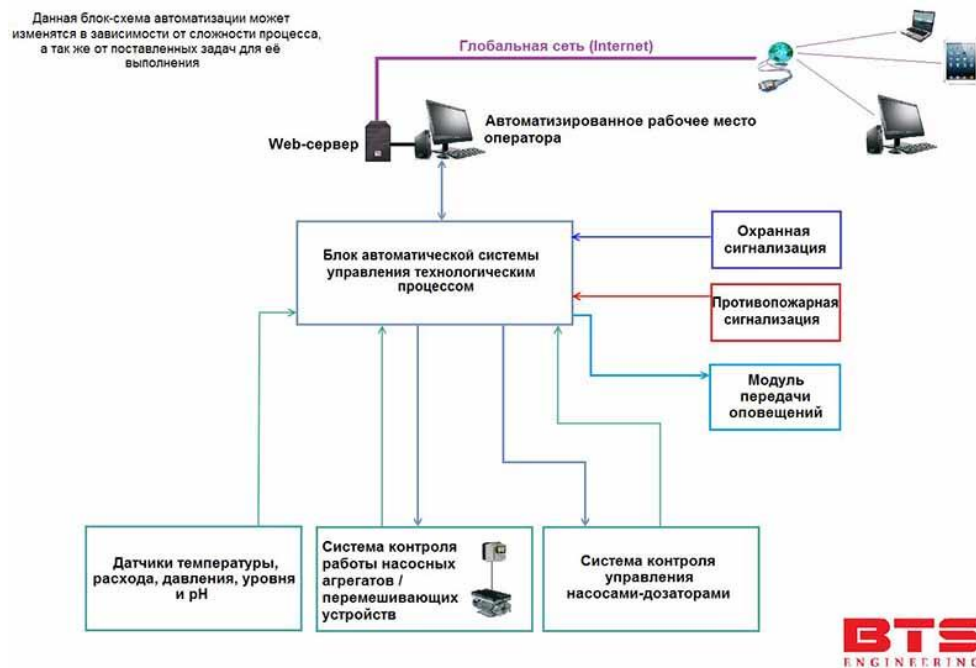 Данная блок-схема автоматизации может
изменятся в зависимости от сложности процесса,
а так же от поставленных задач для её
выполнения
Глобальная сеть (Internet)
Автоматизированное рабочее место
оператора
Web-сервер
Блок автоматической системы
управления технологическим
процессом
Охранная
сигнализация
Противопожарная
сигнализация
Модуль
передачи
оповещений
Датчики температуры,
расхода, давления, уровня
и pH
Система контроля
работы насосных
агрегатов /
перемешивающих
устройств
Система контроля
управления
насосами-дозаторами
BTS
ENGINEERING